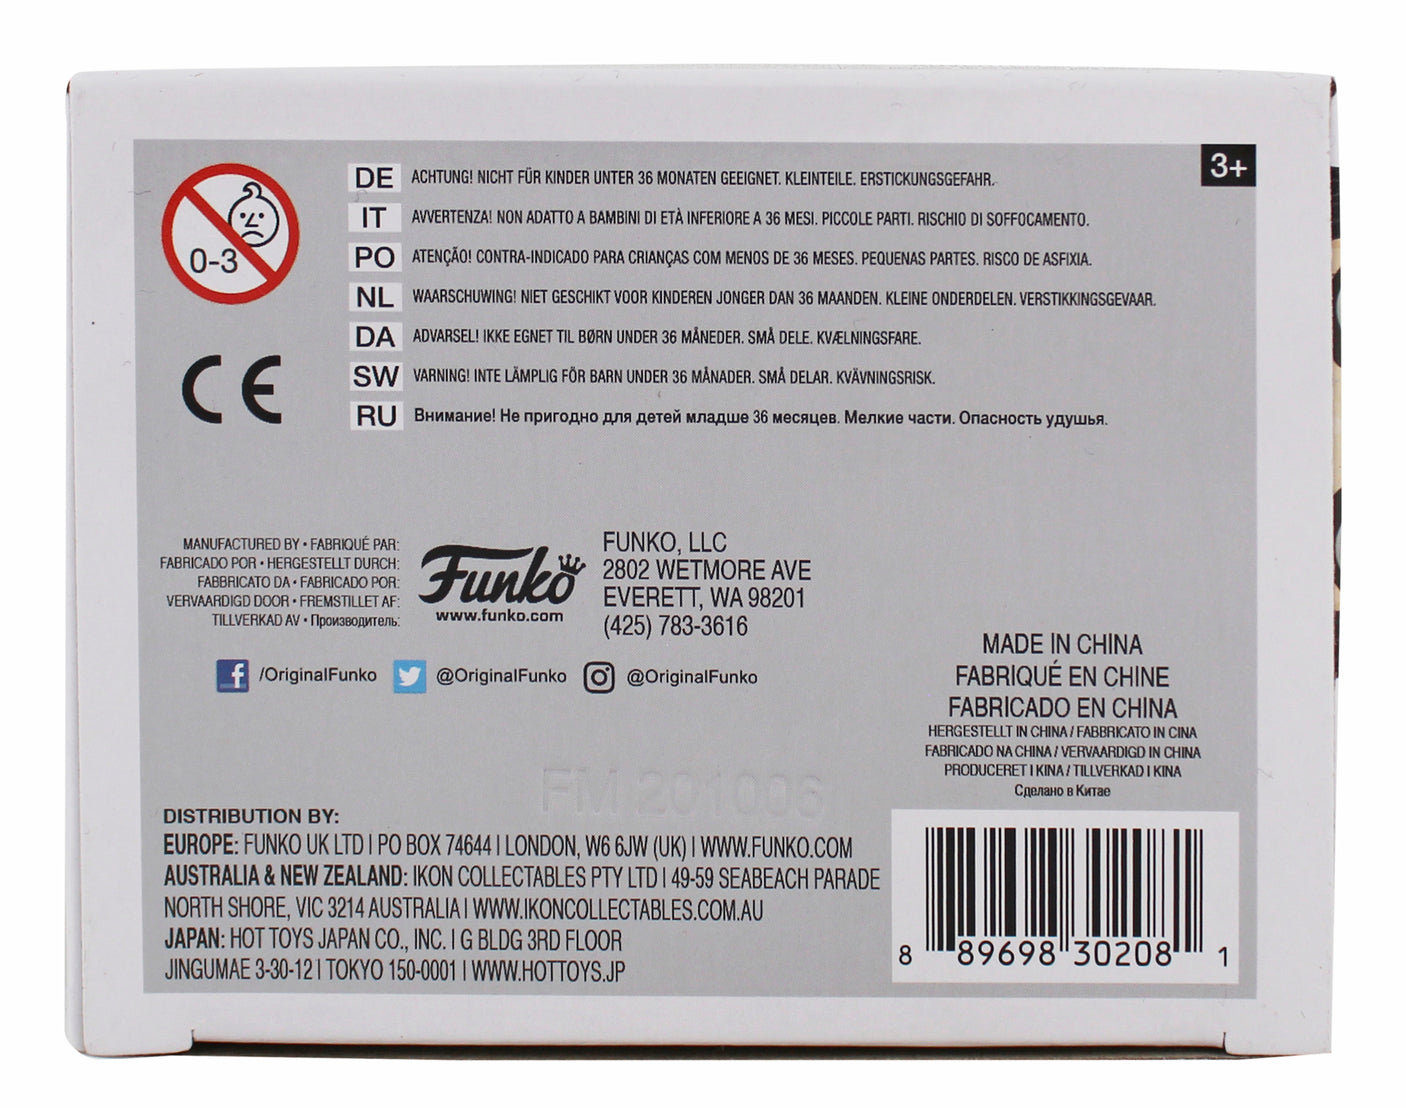 3+
0-3
DE ACHTUNG! NICHT FÜR KINDER UNTER 36 MONATEN GEEIGNET. KLEINTEILE. ERSTICKUNGSGEFAHR.
IT AVVERTENZA! NON ADATTO A BAMBINI DI ETÀ INFERIORE A 36 MESI. PICCOLE PARTI. RISCHIO DI SOFFOCAMENTO.
PO ATENÇÃO! CONTRA-INDICADO PARA CRIANÇAS COM MENOS DE 36 MESES. PEQUENAS PARTES. RISCO DE ASFIXIA.
NL WAARSCHUWING! NIET GESCHIKT VOOR KINDEREN JONGER DAN 36 MAANDEN. KLEINE ONDERDELEN. VERSTIKKINGSGEVAAR.
DA ADVARSEL! IKKE EGNET TIL BØRN UNDER 36 MÅNEDER. SMÅ DELE. KVÆLNINGSFARE.
SW VARNING! INTE LÄMPLIG FÖR BARN UNDER 36 MÅNADER. SMÅ DELAR. KVÄVNINGSRISK.
RU Внимание! Не пригодно для детей младше 36 месяцев. Мелкие части. Опасность удушья.
CE
MANUFACTURED BY • FABRIQUÉ PAR:
FABRICADO POR • HERGESTELLT DURCH:
FABBRICATO DA • FABRICADO POR:
VERVAARDIGD DOOR • FREMSTILLET AF:
TILLVERKAD AV • Производитель:
Funko
www.funko.com
FUNKO, LLC
2802 WETMORE AVE
EVERETT, WA 98201
(425) 783-3616
/OriginalFunko @OriginalFunko @OriginalFunko
MADE IN CHINA
FABRIQUÉ EN CHINE
FABRICADO EN CHINA
HERGESTELLT IN CHINA / FABBRICATO IN CINA
FABRICADO NA CHINA / VERVAARDIGD IN CHINA
PRODUCERET I KINA / TILLVERKAD I KINA
Сделано в Китае
FM 201006
DISTRIBUTION BY:
EUROPE: FUNKO UK LTD | PO BOX 74644 | LONDON, W6 6JW (UK) | WWW.FUNKO.COM
AUSTRALIA & NEW ZEALAND: IKON COLLECTABLES PTY LTD | 49-59 SEABEACH PARADE
NORTH SHORE, VIC 3214 AUSTRALIA | WWW.IKONCOLLECTABLES.COM.AU
JAPAN: HOT TOYS JAPAN CO., INC. | G BLDG 3RD FLOOR
JINGUMAE 3-30-12 | TOKYO 150-0001 | WWW.HOTTOYS.JP
8 89698 30208 1